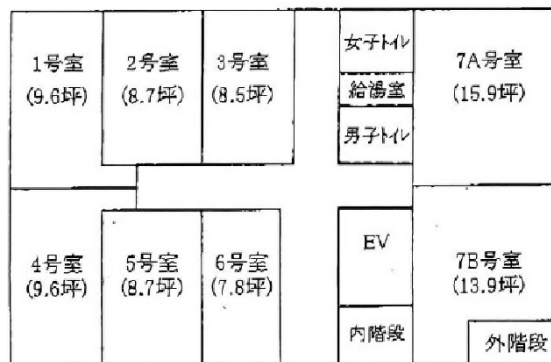 1号室
(9.6坪)
2号室
(8.7坪)
3号室
(8.5坪)
女子トイレ
給湯室
男子トイレ
7A号室
(15.9坪)
4号室
(9.6坪)
5号室
(8.7坪)
6号室
(7.8坪)
EV
内階段
7B号室
(13.9坪)
外階段